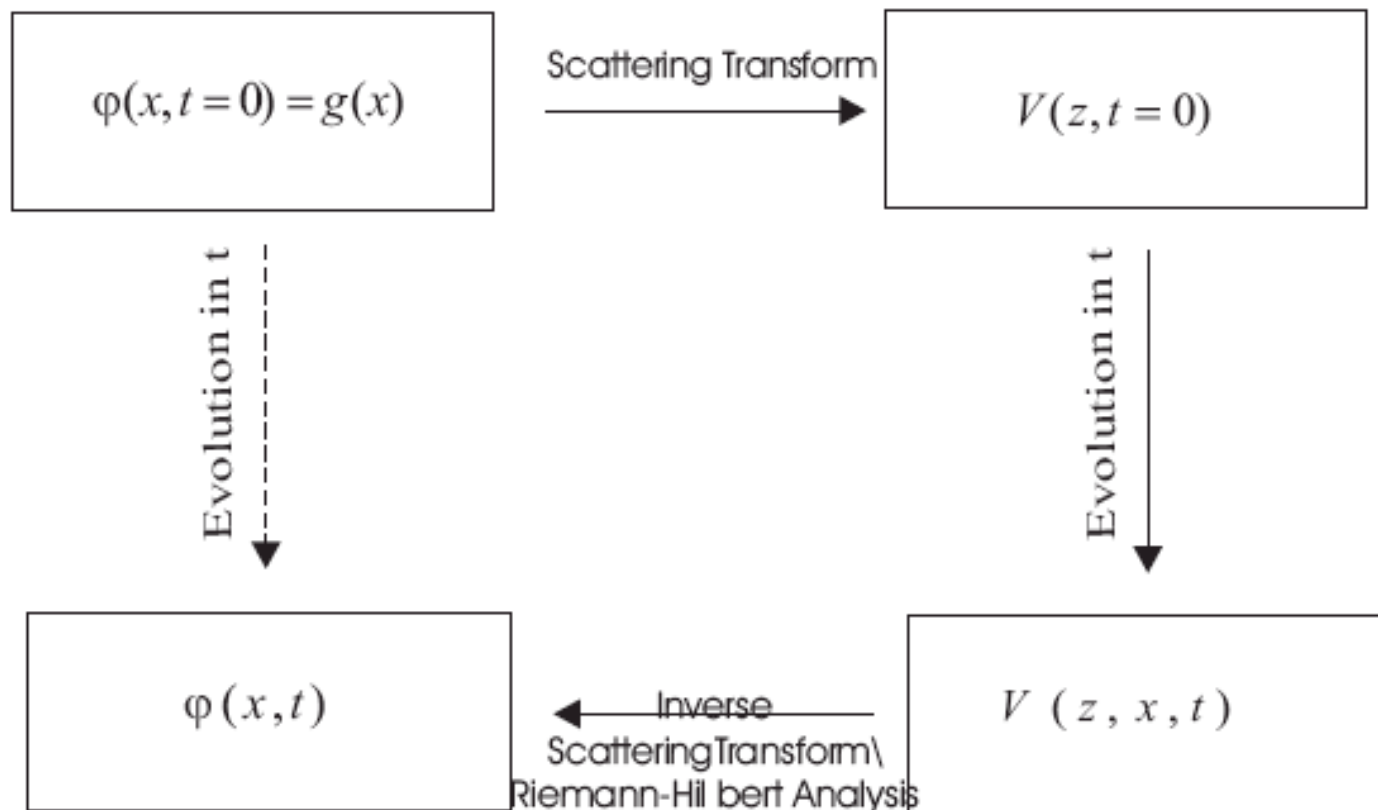 φ(x, t = 0) = g(x)
Scattering Transform
V(z, t = 0)
Evolution in t
Evolution in t
φ (x, t)
Inverse
ScatteringTransform\
Riemann-Hil bert Analysis
V ( z , x , t )